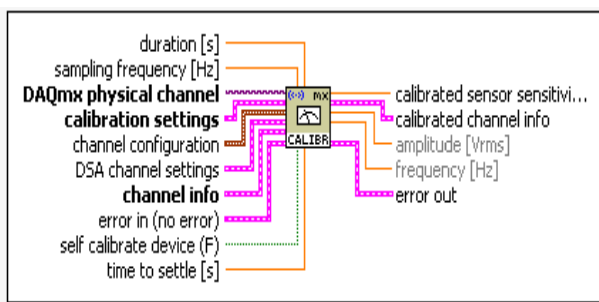 duration [s]
sampling frequency [Hz]
DAQmx physical channel
calibration settings
channel configuration
DSA channel settings
channel info
error in (no error)
self calibrate device (F)
time to settle [s]
MX
CALIBR
calibrated sensor sensitivi...
calibrated channel info
amplitude [Vrms]
frequency [Hz]
error out